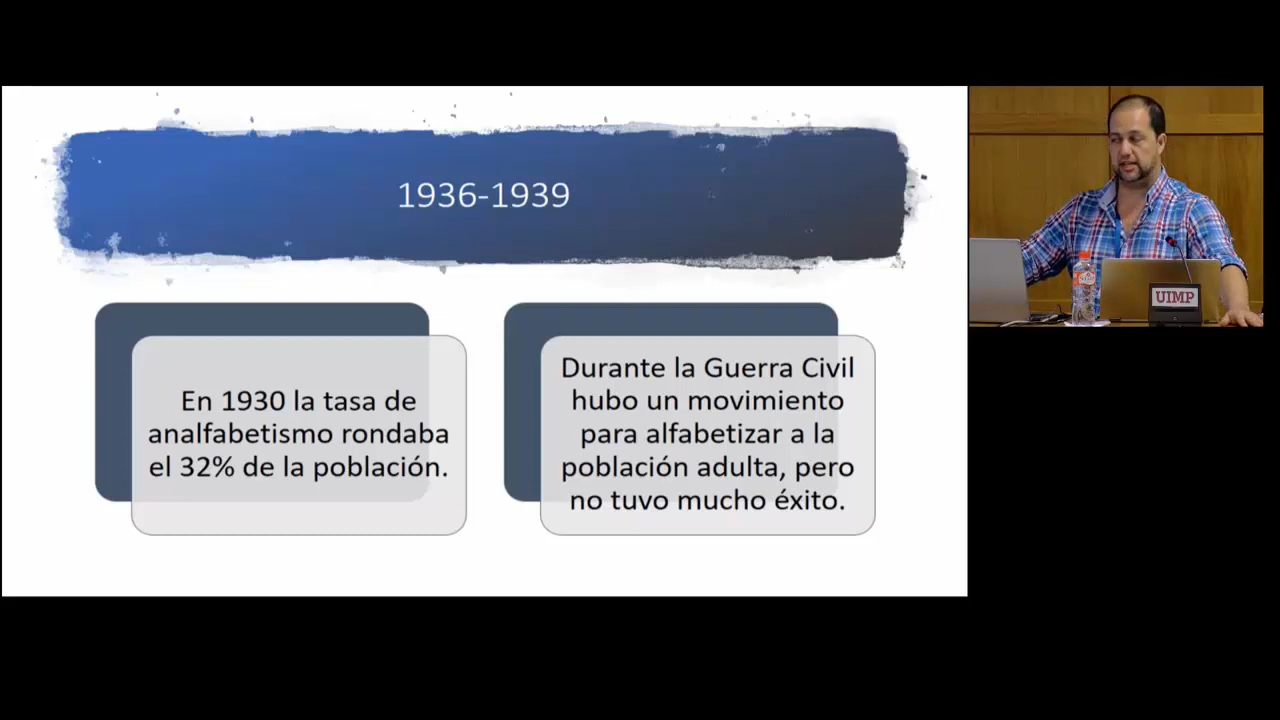 1936-1939
En 1930 la tasa de
analfabetismo rondaba
el 32% de la población.
Durante la Guerra Civil
hubo un movimiento
para alfabetizar a la
población adulta, pero
no tuvo mucho éxito.
UIMP